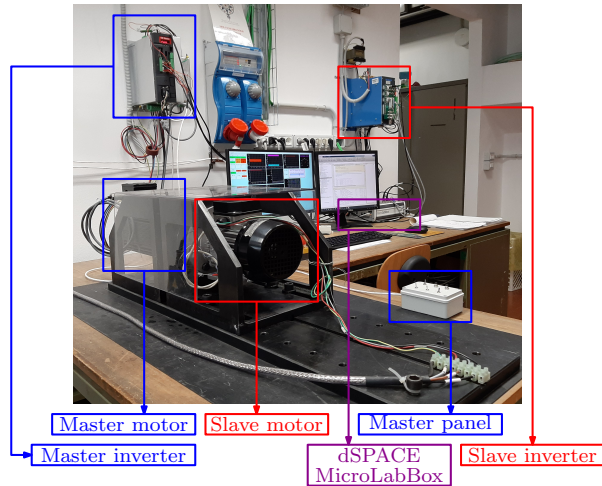 Master motor
Slave motor
Master panel
Master inverter
dSPACE
MicroLabBox
Slave inverter